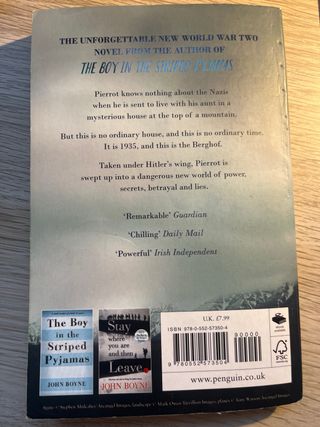 THE UNFORGETTABLE NEW WORLD WAR TWO
NOVEL FROM THE AUTHOR OF
THE BOY IN THE STRIPED PYJAMAS
Pierrot knows nothing about the Nazis
when he is sent to live with his aunt in a
mysterious house at the top of a mountain.
But this is no ordinary house, and this is no ordinary time.
It is 1935, and this is the Berghof.
Taken under Hitler's wing, Pierrot is
swept up into a dangerous new world of power,
secrets, betrayal and lies.
'Remarkable' Guardian
'Chilling' Daily Mail
'Powerful' Irish Independent
The Boy
in the
Striped
Pyjamas
JOHN BOYNE
Stay
where
you are
and then
Leave
JOHN BOYNE
U.K. £7.99
ISBN 978-0-552-57350-4
90000
9 780552 573504
www.penguin.co.uk
FSC